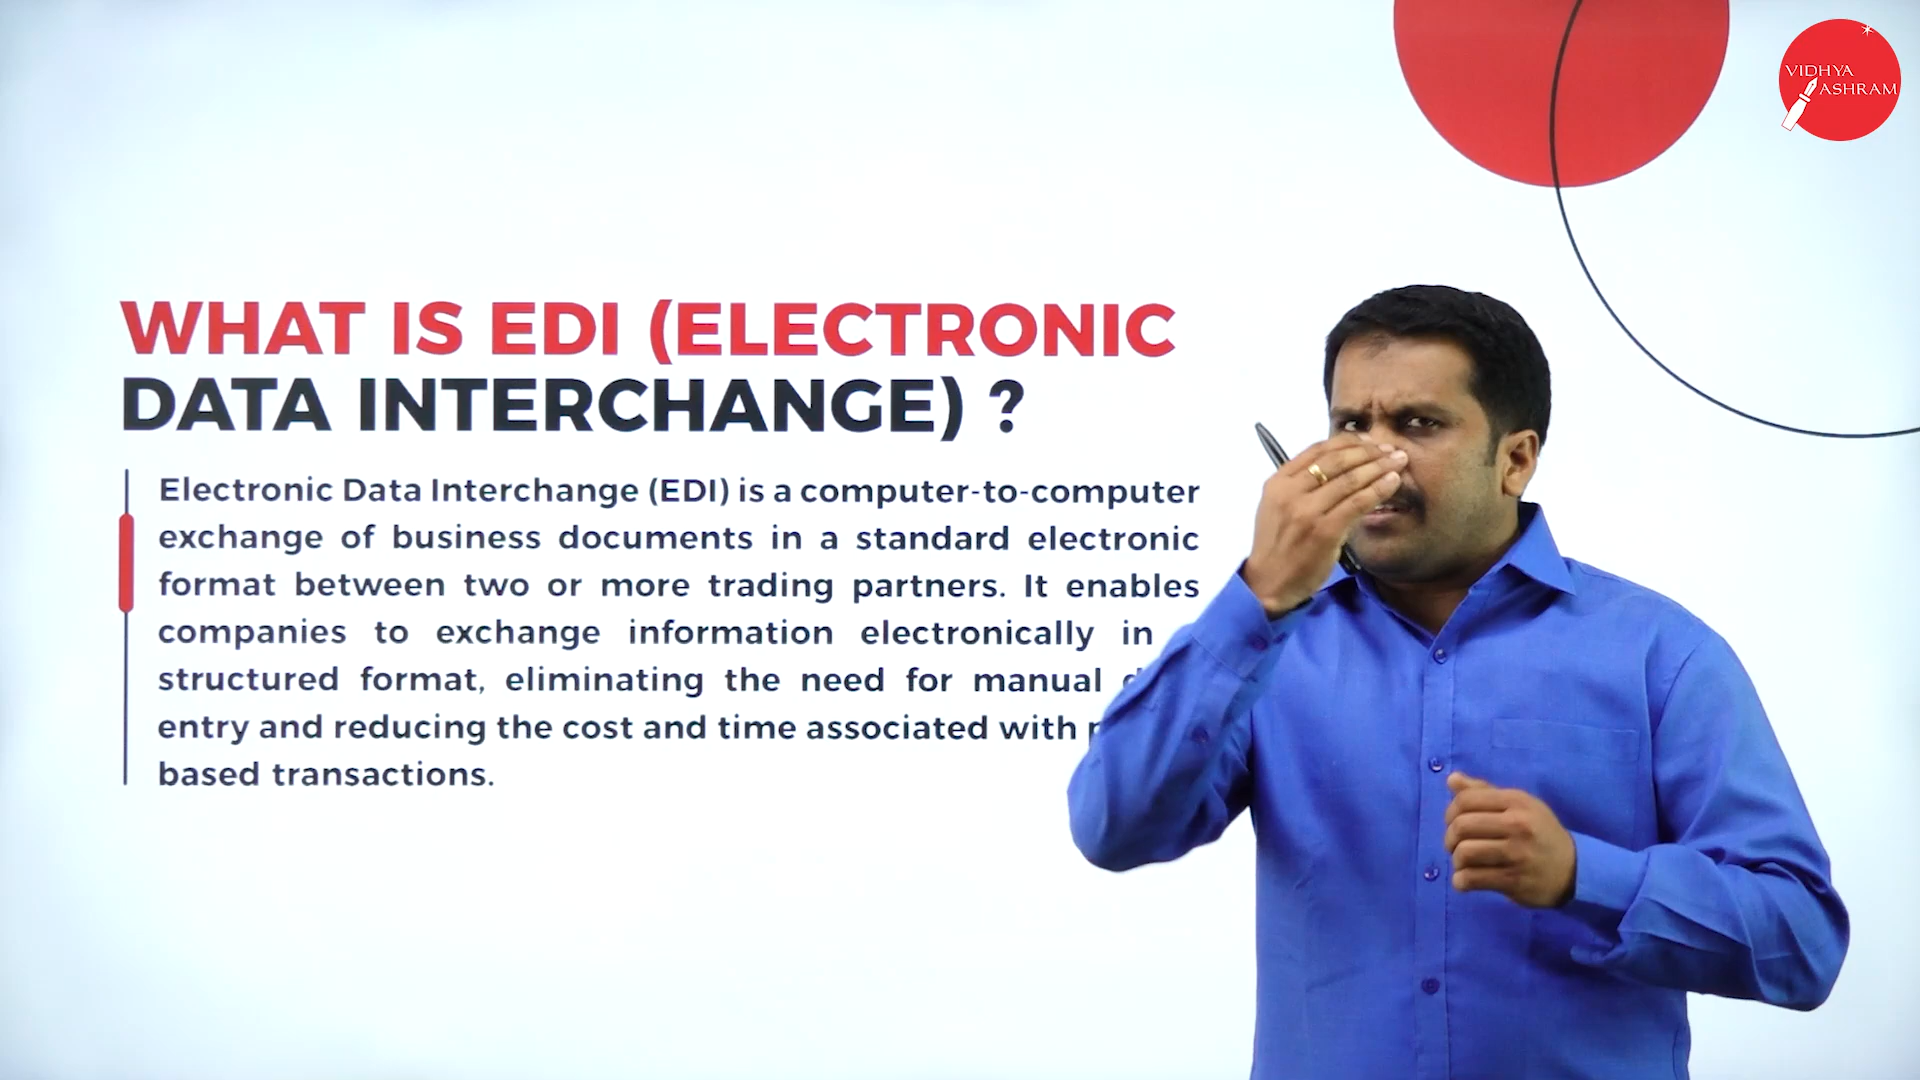 VIDHYA
ASHRAM
WHAT IS EDI (ELECTRONIC
DATA INTERCHANGE) ?
Electronic Data Interchange (EDI) is a computer-to-computer
exchange of business documents in a standard electronic
format between two or more trading partners. It enables
companies to exchange information electronically in
structured format, eliminating the need for manual
entry and reducing the cost and time associated with
based transactions.